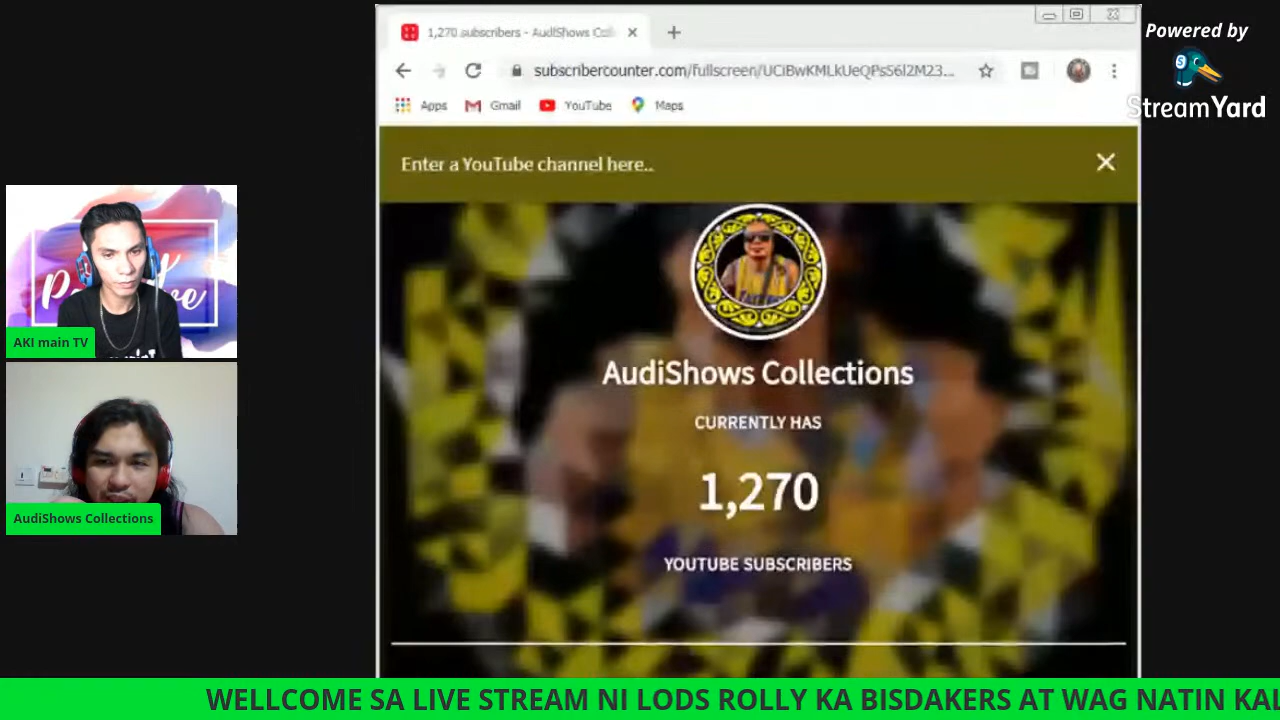 1,270 subscribers - AudiShows Coll
subscribercounter.com/fullscreen/UCiBwKMLkUeQPs56l2M23...
Apps Gmail YouTube Maps
Powered by
StreamYard
Enter a YouTube channel here..
AKI main TV
AudiShows Collections
AudiShows Collections
CURRENTLY HAS
1,270
YOUTUBE SUBSCRIBERS
WELLCOME SA LIVE STREAM NI LODS ROLLY KA BISDAKERS AT WAG NATIN KAL